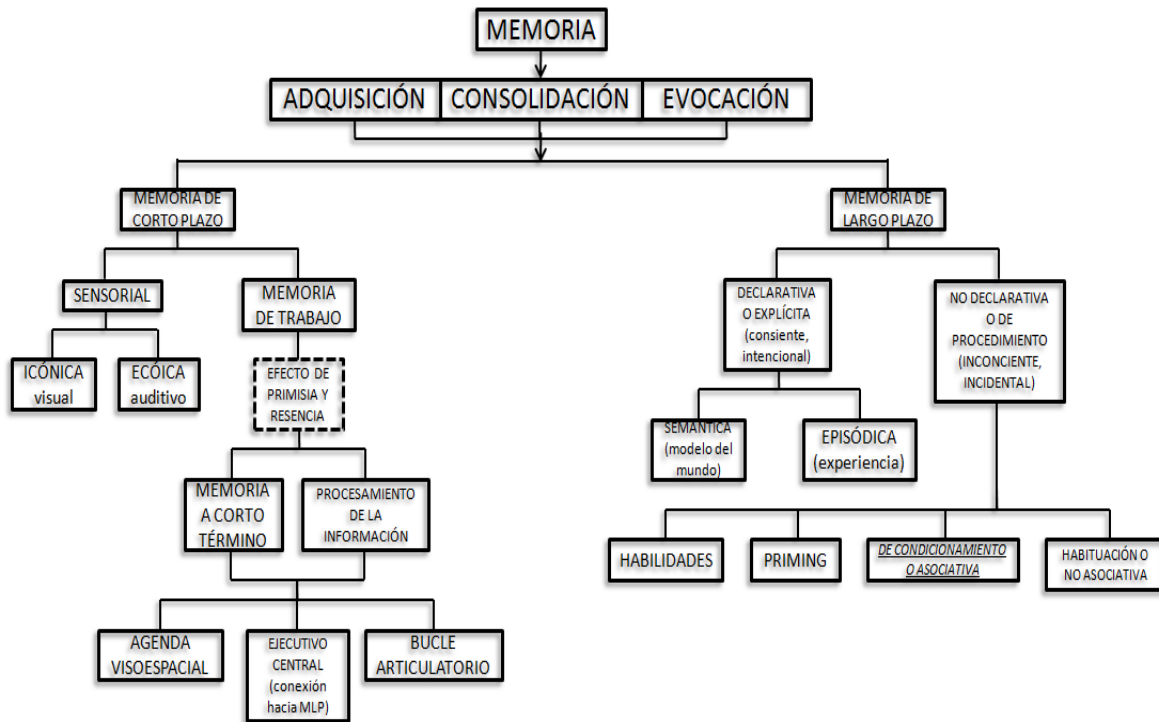 MEMORIA
ADQUISICIÓN CONSOLIDACIÓN EVOCACIÓN
MEMORIA DE
CORTO PLAZO
MEMORIA DE
LARGO PLAZO
SENSORIAL
MEMORIA
DE TRABAJO
DECLARATIVA
O EXPLÍCITA
(consiente,
intencional)
NO DECLARATIVA
O DE
PROCEDIMIENTO
(INCONCIENTE,
INCIDENTAL)
ICÓNICA
visual
ECÓICA
auditivo
EFECTO DE
PRIMISIA Y
RESENCIA
SEMÁNTICA
(modelo del
mundo)
EPISÓDICA
(experiencia)
MEMORIA
A CORTO
TÉRMINO
PROCESAMIENTO
DE LA
INFORMACIÓN
HABILIDADES
PRIMING
DE CONDICIONAMIENTO
O ASOCIATIVA
HABITUACIÓN O
NO ASOCIATIVA
AGENDA
VISOESPACIAL
EJECUTIVO
CENTRAL
(conexión
hacia MLP)
BUCLE
ARTICULATORIO